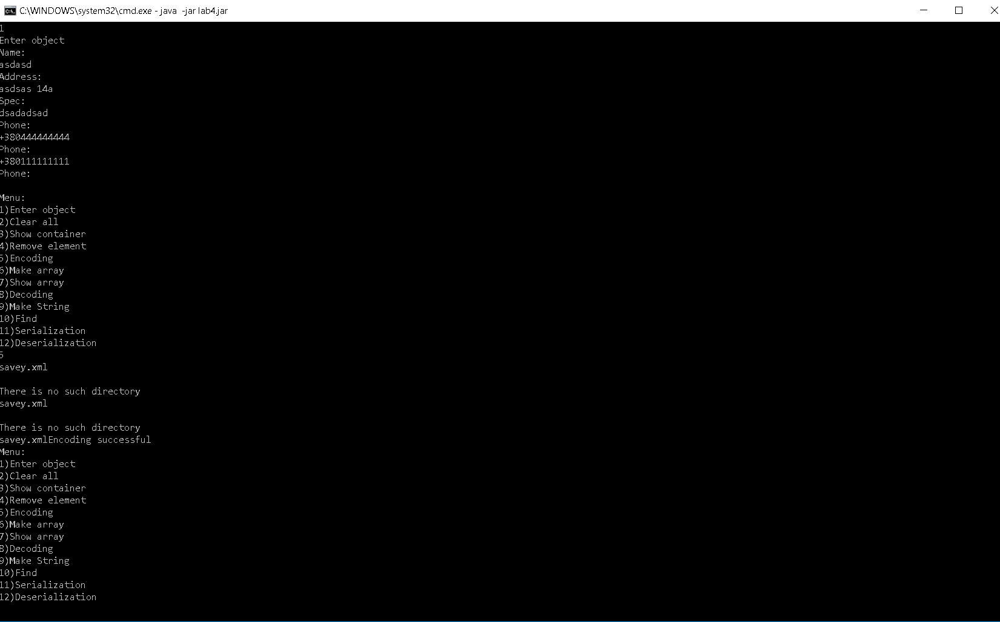 C:\WINDOWS\system32\cmd.exe - java  -jar lab4.jar
1
Enter object
Name:
asdasd
Address:
asdsas 14a
Spec:
dsadadsad
Phone:
+380444444444
Phone:
+380111111111
Phone:

Menu:
1)Enter object
2)Clear all
3)Show container
4)Remove element
5)Encoding
6)Make array
7)Show array
8)Decoding
9)Make String
10)Find
11)Serialization
12)Deserialization
5
savey.xml

There is no such directory
savey.xml

There is no such directory
savey.xmlEncoding successful
Menu:
1)Enter object
2)Clear all
3)Show container
4)Remove element
5)Encoding
6)Make array
7)Show array
8)Decoding
9)Make String
10)Find
11)Serialization
12)Deserialization